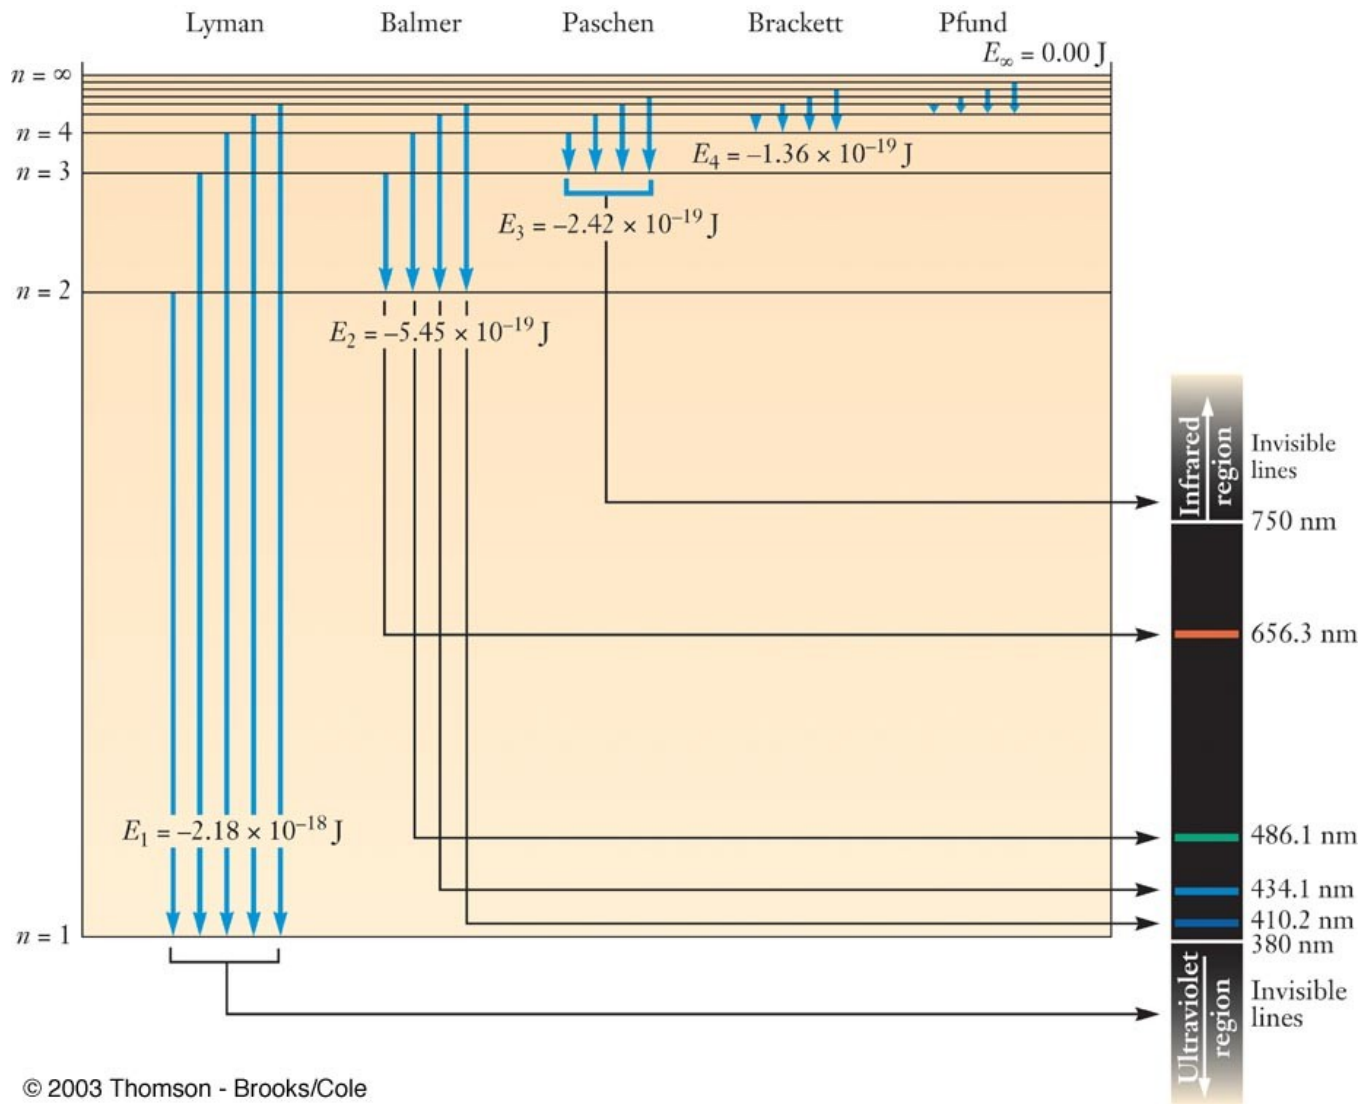 Lyman Balmer Paschen Brackett Pfund
E∞ = 0.00 J
n = ∞
n = 4
E4 = –1.36 × 10–19 J
n = 3
E3 = –2.42 × 10–19 J
n = 2
E2 = –5.45 × 10–19 J
Infrared
region
Invisible
lines
750 nm
656.3 nm
E1 = –2.18 × 10–18 J
486.1 nm
434.1 nm
410.2 nm
n = 1
380 nm
Ultraviolet
region
Invisible
lines
© 2003 Thomson - Brooks/Cole